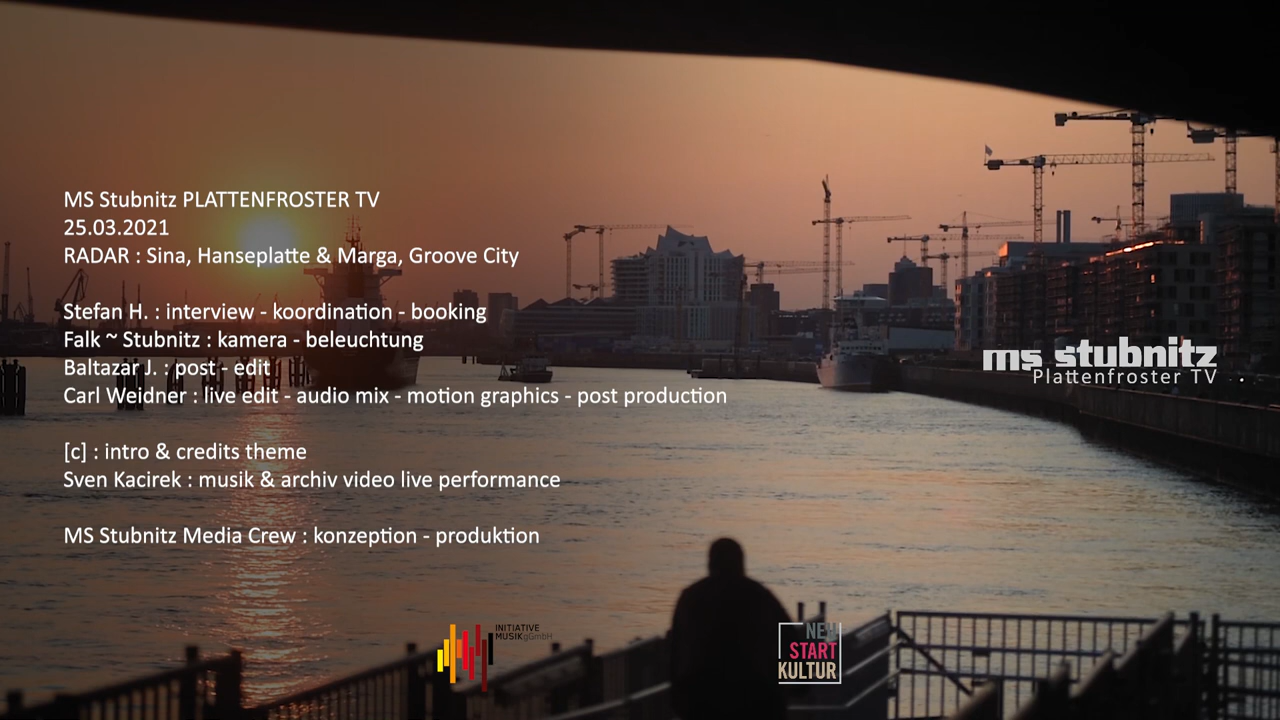 MS Stubnitz PLATTENFROSTER TV
25.03.2021
RADAR : Sina, Hanseplatte & Marga, Groove City
Stefan H. : interview - koordination - booking
Falk ~ Stubnitz : kamera - beleuchtung
Baltazar J. : post - edit
Carl Weidner : live edit - audio mix - motion graphics - post production
[c] : intro & credits theme
Sven Kacirek : musik & archiv video live performance
MS Stubnitz Media Crew : konzeption - produktion
ms stubnitz
Plattenfroster TV
INITIATIVE
MUSIKgGmbH
NEU
START
KULTUR